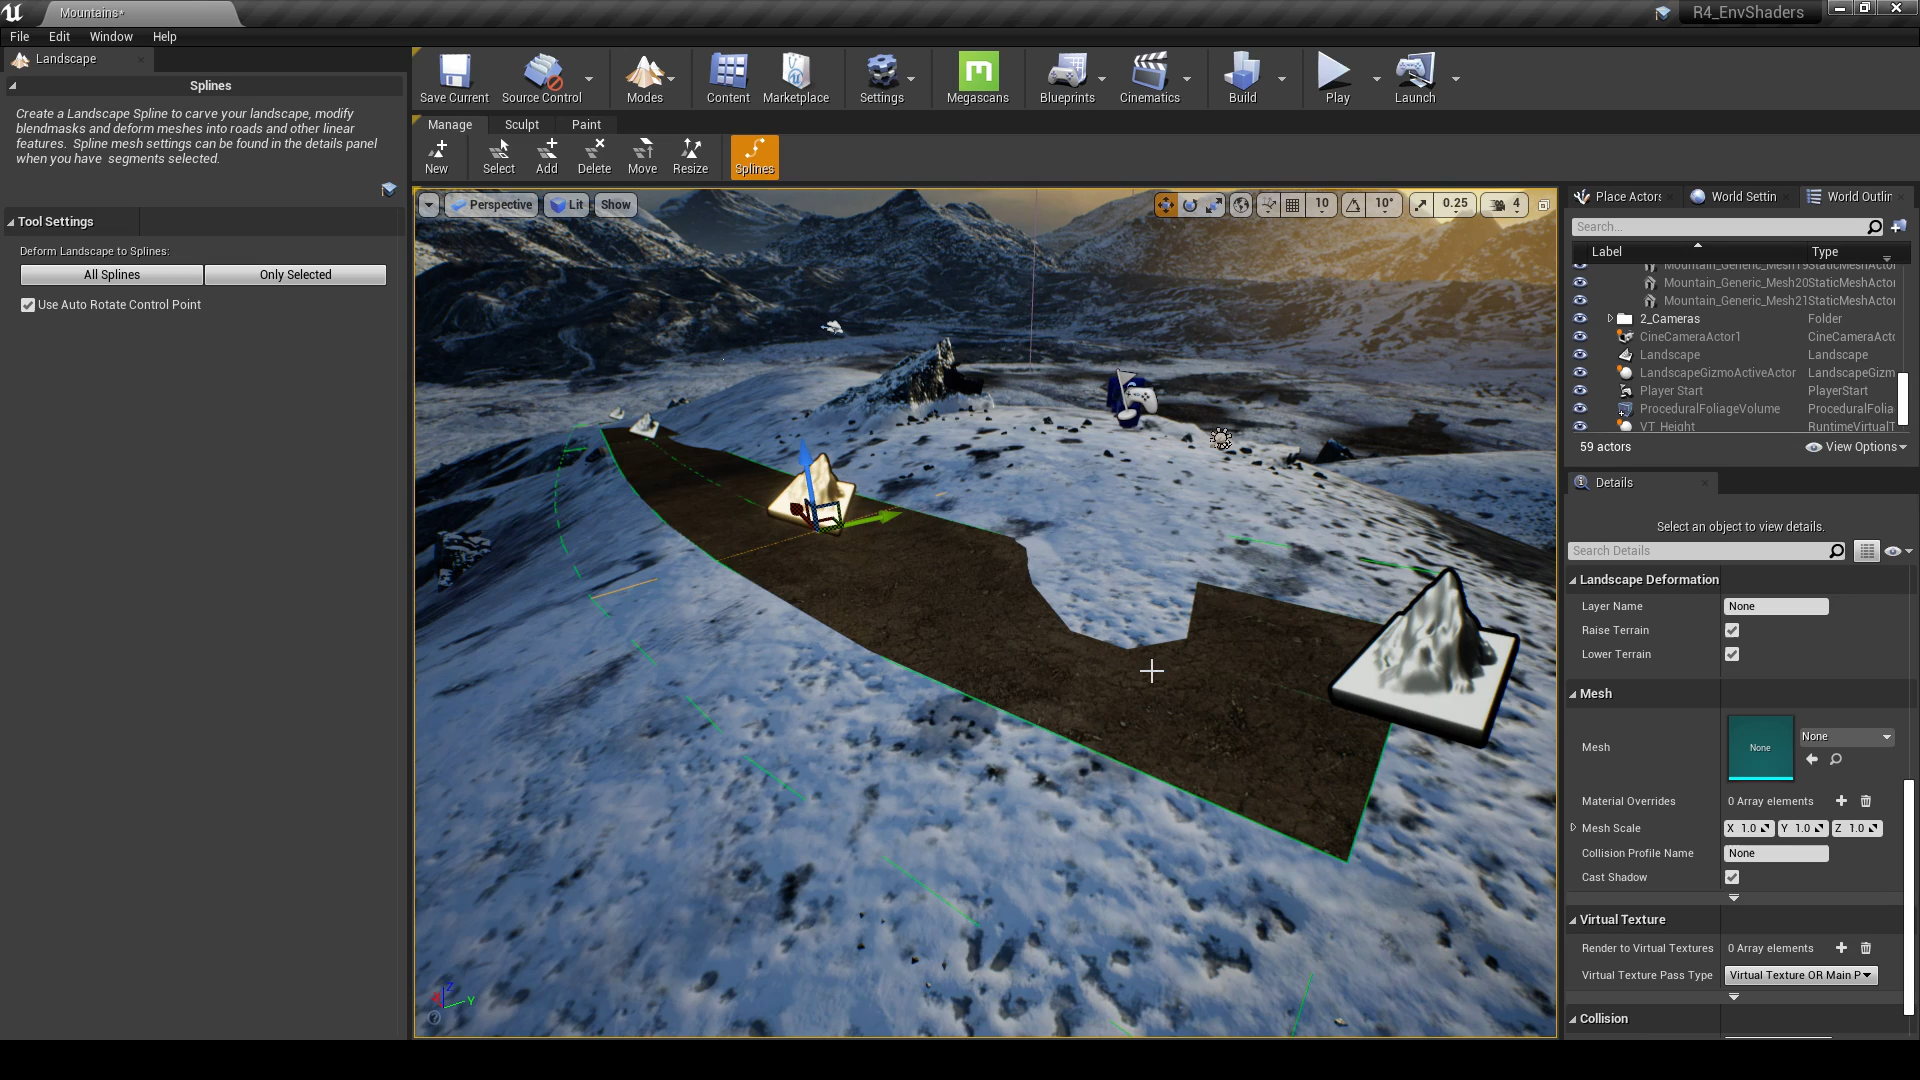 Mountains*
R4_EnvShaders
File Edit Window Help
Landscape
Splines
Create a Landscape Spline to carve your landscape, modify
blendmasks and deform meshes into roads and other linear
features. Spline mesh settings can be found in the details panel
when you have segments selected.
Tool Settings
Deform Landscape to Splines:
All Splines Only Selected
Use Auto Rotate Control Point
Save Current Source Control Modes Content Marketplace Settings Megascans Blueprints Cinematics Build Play Launch
Manage Sculpt Paint
New Select Add Delete Move Resize Splines
Perspective Lit Show 10 10° 0.25 4
Z
Y
Place Actors World Settin World Outlin
Search...
Label Type
Mountain_Generic_Mesh19 StaticMeshActor
Mountain_Generic_Mesh20 StaticMeshActor
Mountain_Generic_Mesh21 StaticMeshActor
2_Cameras Folder
CineCameraActor1 CineCameraActo
Landscape Landscape
LandscapeGizmoActiveActor LandscapeGizm
Player Start PlayerStart
ProceduralFoliageVolume ProceduralFolia
VT_Height RuntimeVirtualT
59 actors View Options
Details
Select an object to view details.
Search Details
Landscape Deformation
Layer Name None
Raise Terrain
Lower Terrain
Mesh
Mesh None None
Material Overrides 0 Array elements
Mesh Scale X 1.0 Y 1.0 Z 1.0
Collision Profile Name None
Cast Shadow
Virtual Texture
Render to Virtual Textures 0 Array elements
Virtual Texture Pass Type Virtual Texture OR Main P
Collision